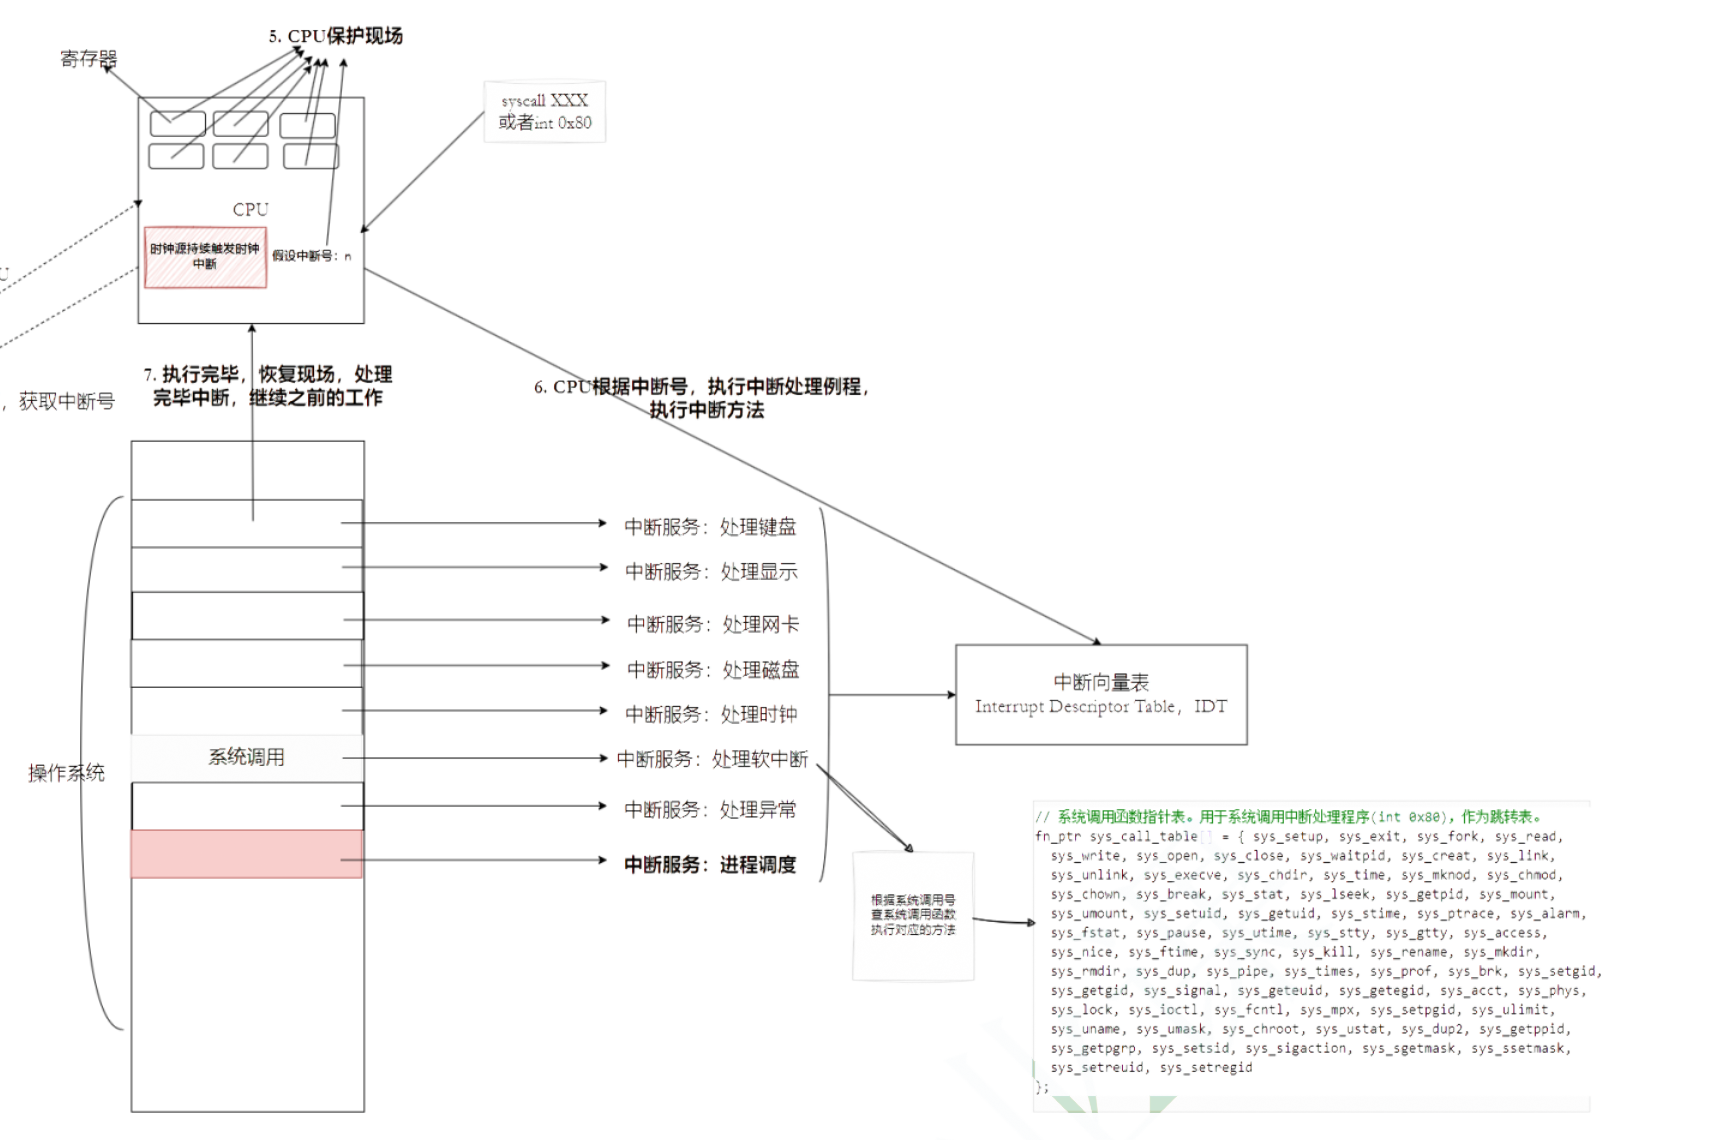 5. CPU保护现场
寄存器
syscall XXX
或者int 0x80
CPU
时钟源持续触发时钟
中断
假设中断号：n
U
7. 执行完毕，恢复现场，处理
完毕中断，继续之前的工作
，获取中断号
6. CPU根据中断号，执行中断处理例程，
执行中断方法
中断服务：处理键盘
中断服务：处理显示
中断服务：处理网卡
中断服务：处理磁盘
中断服务：处理时钟
系统调用
中断服务：处理软中断
操作系统
中断服务：处理异常
中断服务：进程调度
中断向量表
Interrupt Descriptor Table，IDT
根据系统调用号
查系统调用函数
执行对应的方法
// 系统调用函数指针表。用于系统调用中断处理程序(int 0x80)，作为跳转表。
fn_ptr sys_call_table[] = { sys_setup, sys_exit, sys_fork, sys_read,
sys_write, sys_open, sys_close, sys_waitpid, sys_creat, sys_link,
sys_unlink, sys_execve, sys_chdir, sys_time, sys_mknod, sys_chmod,
sys_chown, sys_break, sys_stat, sys_lseek, sys_getpid, sys_mount,
sys_umount, sys_setuid, sys_getuid, sys_stime, sys_ptrace, sys_alarm,
sys_fstat, sys_pause, sys_utime, sys_stty, sys_gtty, sys_access,
sys_nice, sys_ftime, sys_sync, sys_kill, sys_rename, sys_mkdir,
sys_rmdir, sys_dup, sys_pipe, sys_times, sys_prof, sys_brk, sys_setgid,
sys_getgid, sys_signal, sys_geteuid, sys_getegid, sys_acct, sys_phys,
sys_lock, sys_ioctl, sys_fcntl, sys_mpx, sys_setpgid, sys_ulimit,
sys_uname, sys_umask, sys_chroot, sys_ustat, sys_dup2, sys_getppid,
sys_getpgrp, sys_setsid, sys_sigaction, sys_sgetmask, sys_ssetmask,
sys_setreuid, sys_setregid
};